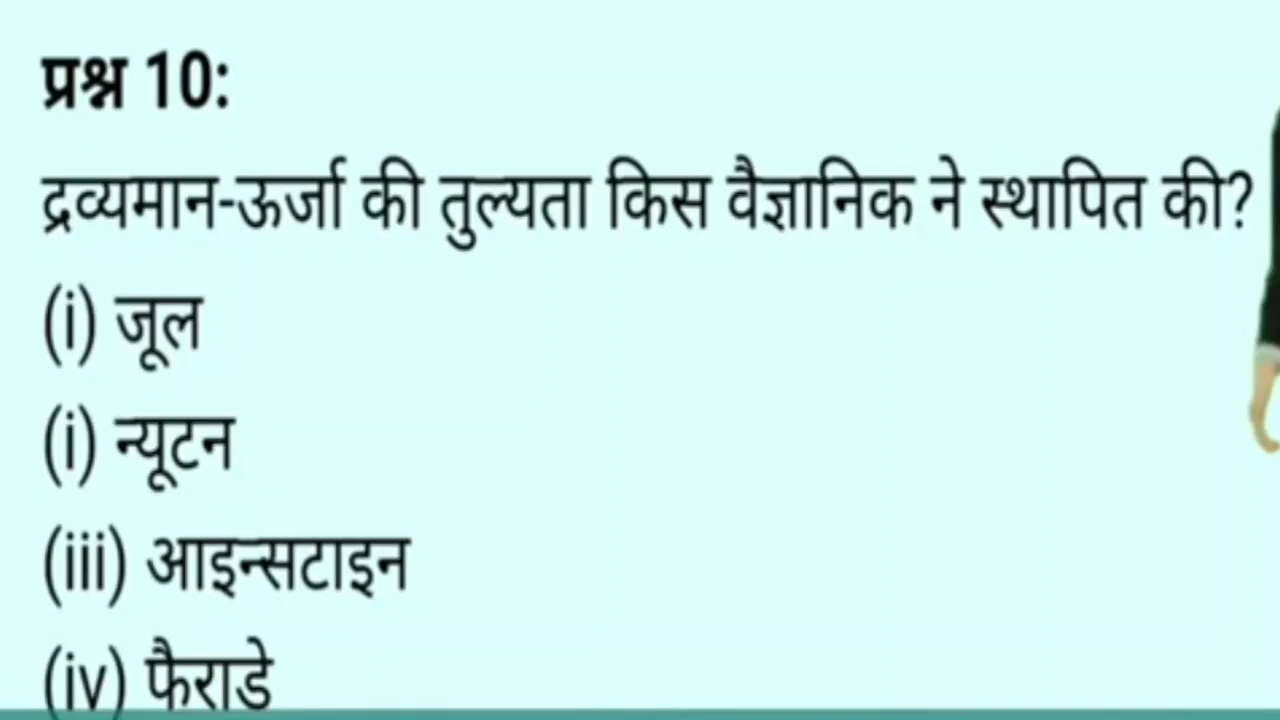 प्रश्न 10:
द्रव्यमान-ऊर्जा की तुल्यता किस वैज्ञानिक ने स्थापित की?
(i) जूल
(i) न्यूटन
(iii) आइन्सटाइन
(iv) फैराडे